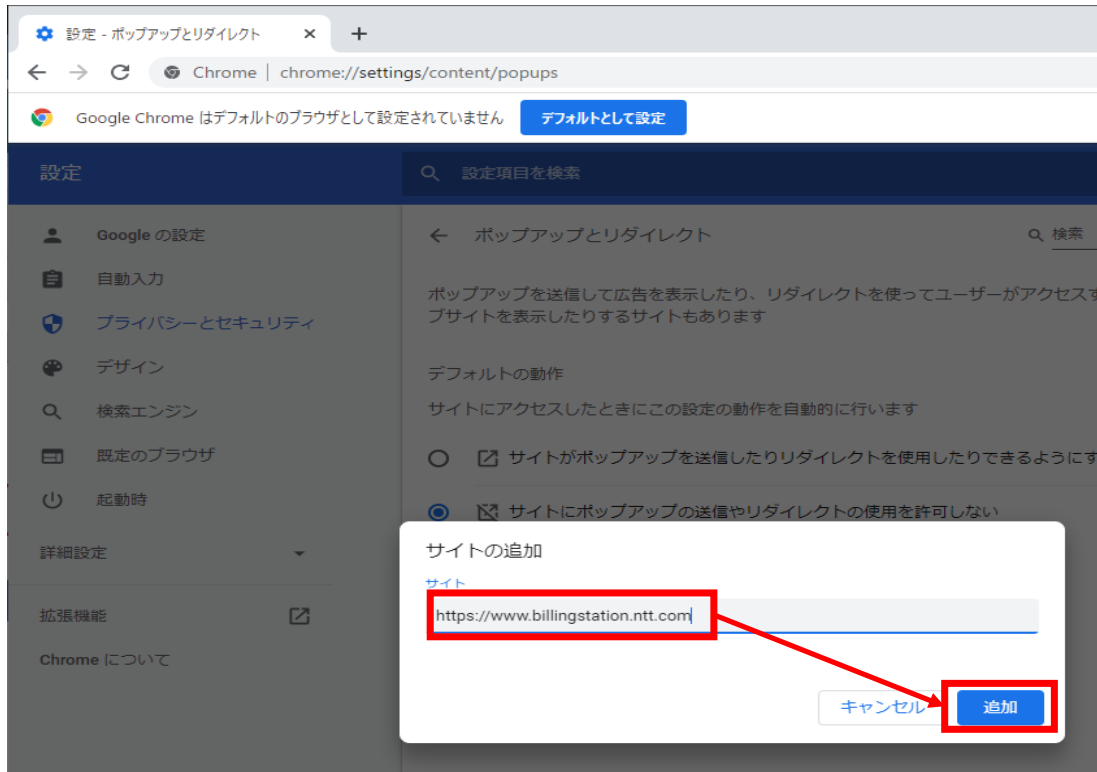 設定 - ポップアップとリダイレクト
Chrome | chrome://settings/content/popups
Google Chrome はデフォルトのブラウザとして設定されていません デフォルトとして設定
設定
設定項目を検索
Google の設定
自動入力
プライバシーとセキュリティ
デザイン
検索エンジン
既定のブラウザ
起動時
詳細設定
拡張機能
Chrome について
ポップアップとリダイレクト
検索
ポップアップを送信して広告を表示したり、リダイレクトを使ってユーザーがアクセスす
ブサイトを表示したりするサイトもあります
デフォルトの動作
サイトにアクセスしたときにこの設定の動作を自動的に行います
サイトがポップアップを送信したりリダイレクトを使用したりできるようにす
サイトにポップアップの送信やリダイレクトの使用を許可しない
サイトの追加
サイト
https://www.billingstation.ntt.com
キャンセル
追加